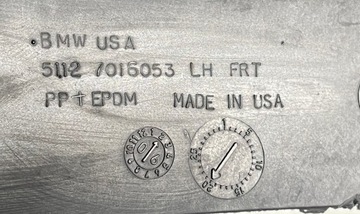 BMW USA
5112 7016053 LH FRT
PP+EPDM MADE IN USA